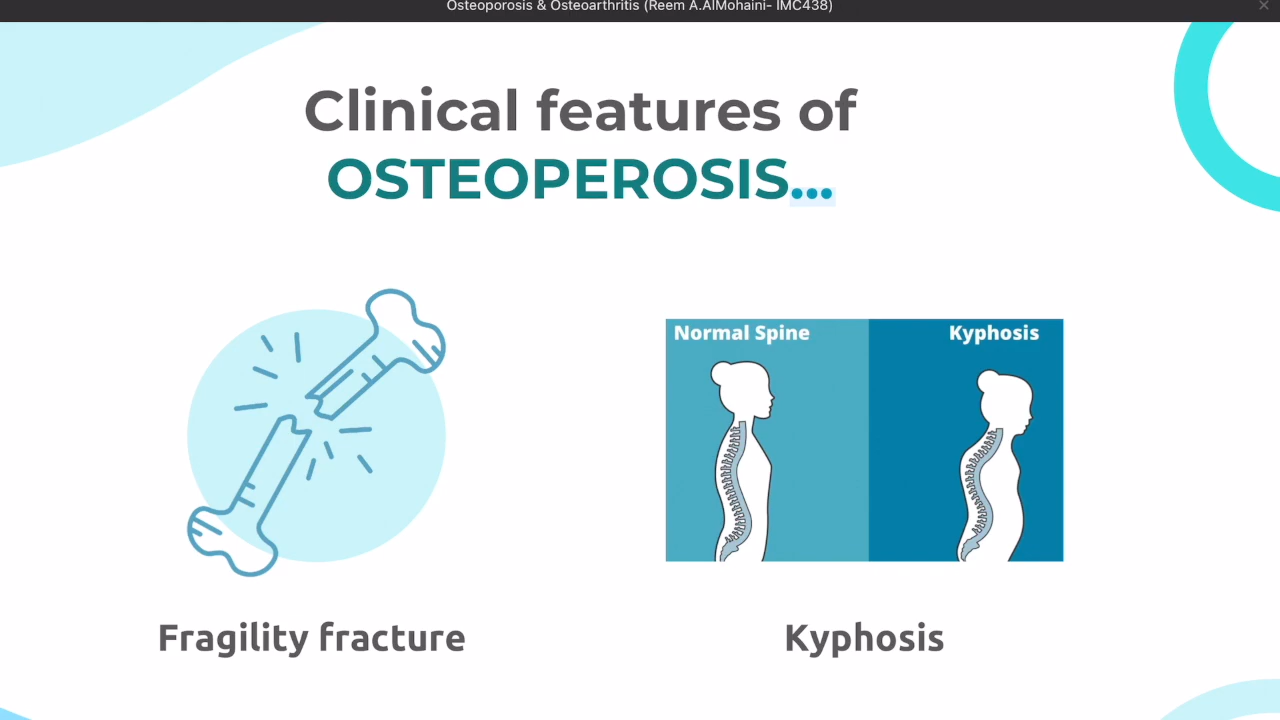 Osteoporosis & Osteoarthritis (Reem A.AlMohaini- IMC438)
Clinical features of
OSTEOPEROSIS...
Normal Spine
Kyphosis
Fragility fracture
Kyphosis